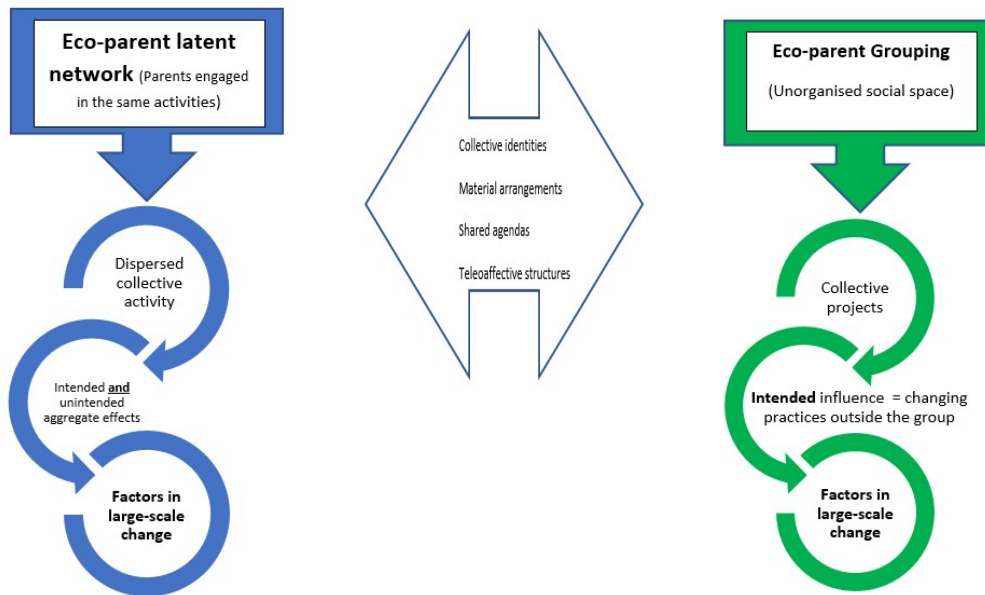 Eco-parent latent
network (Parents engaged
in the same activities)
Dispersed
collective
activity
Intended and
unintended
aggregate effects
Factors in
large-scale
change
Collective identities
Material arrangements
Shared agendas
Teleoaffective structures
Eco-parent Grouping
(Unorganised social space)
Collective
projects
Intended influence = changing
practices outside the group
Factors in
large-scale
change